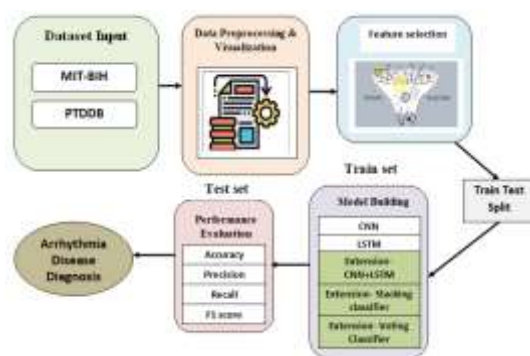 Dataset Input
MIT-BIH
PTDDB
Data Preprocessing &
Visualization
Feature selection
Train Test
Split
Train set
Model Building
CNN
LSTM
Extension-
CNN+LSTM
Extension- Stacking
classifier
Extension- Voting
Classifier
Test set
Performance
Evaluation
Accuracy
Precision
Recall
F1 score
Arrhythmia
Disease
Diagnosis